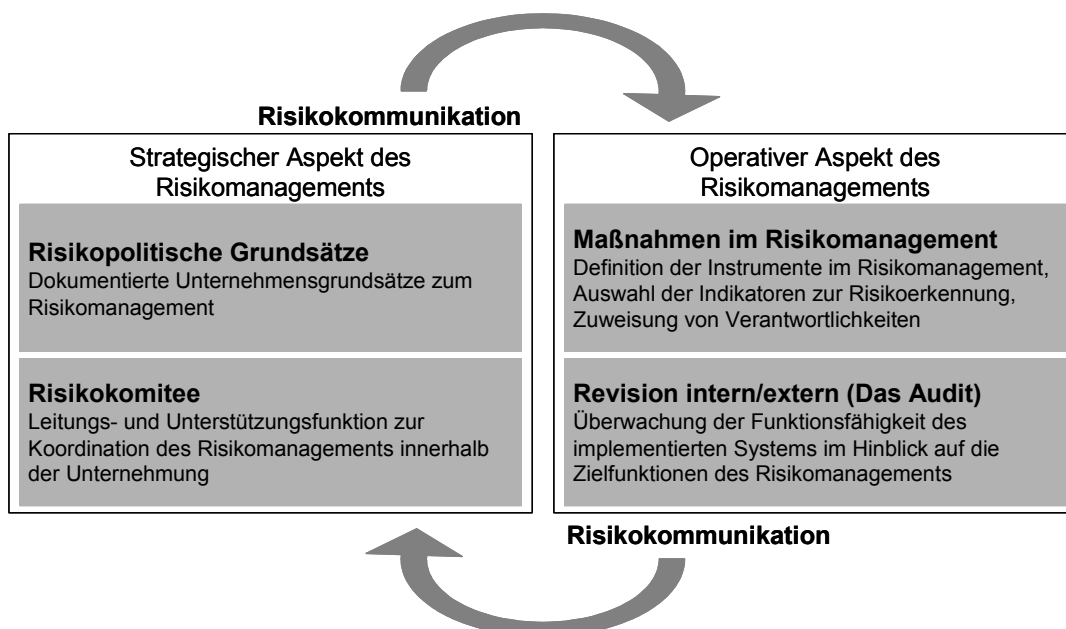 Risikokommunikation
Strategischer Aspekt des
Risikomanagements
Risikopolitische Grundsätze
Dokumentierte Unternehmensgrundsätze zum
Risikomanagement
Risikokomitee
Leitungs- und Unterstützungsfunktion zur
Koordination des Risikomanagements innerhalb
der Unternehmung
Operativer Aspekt des
Risikomanagements
Maßnahmen im Risikomanagement
Definition der Instrumente im Risikomanagement,
Auswahl der Indikatoren zur Risikoerkennung,
Zuweisung von Verantwortlichkeiten
Revision intern/extern (Das Audit)
Überwachung der Funktionsfähigkeit des
implementierten Systems im Hinblick auf die
Zielfunktionen des Risikomanagements
Risikokommunikation